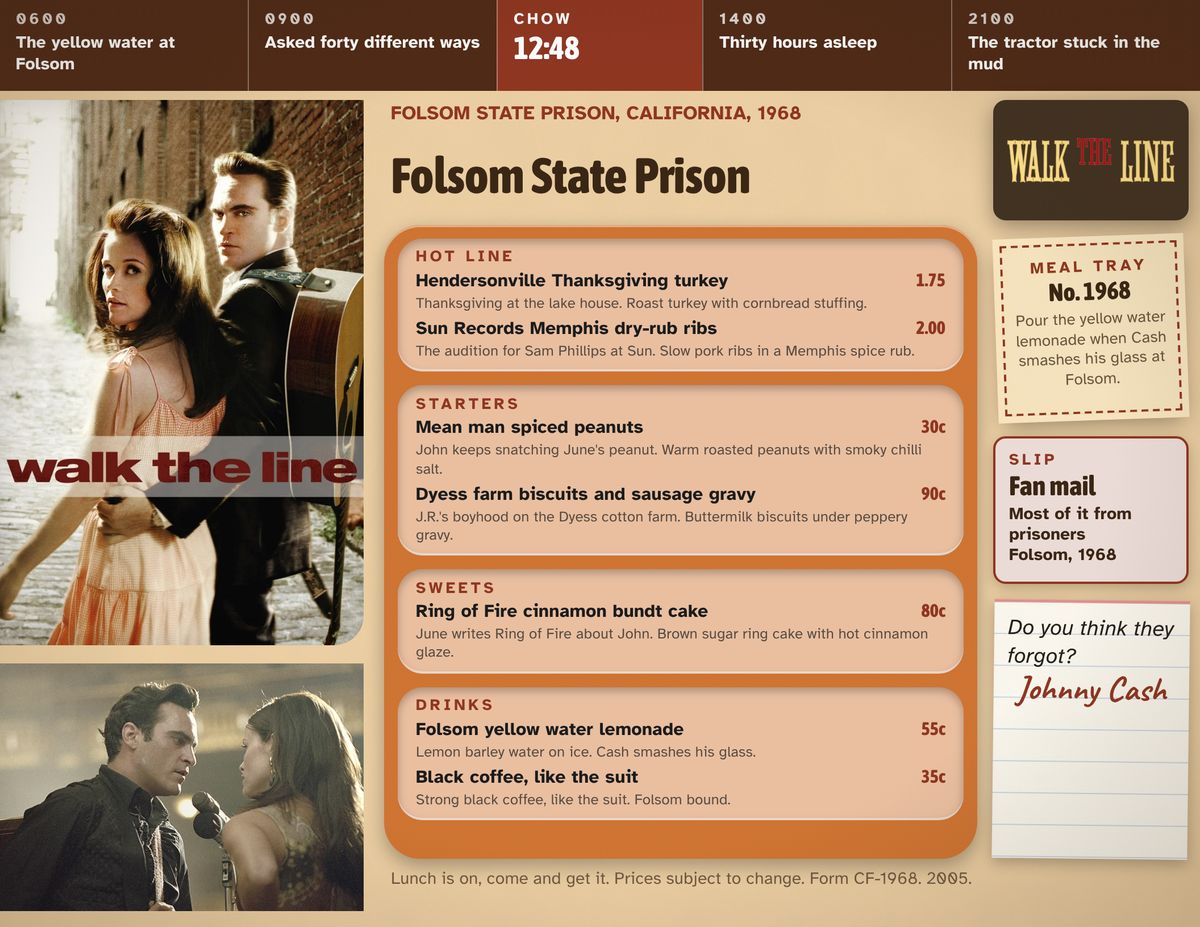 0600
The yellow water at
Folsom
0900
Asked forty different ways
CHOW
12:48
1400
Thirty hours asleep
2100
The tractor stuck in the
mud
walk the line
FOLSOM STATE PRISON, CALIFORNIA, 1968
Folsom State Prison
HOT LINE
Hendersonville Thanksgiving turkey 1.75
Thanksgiving at the lake house. Roast turkey with cornbread stuffing.
Sun Records Memphis dry-rub ribs 2.00
The audition for Sam Phillips at Sun. Slow pork ribs in a Memphis spice rub.
STARTERS
Mean man spiced peanuts 30c
John keeps snatching June's peanut. Warm roasted peanuts with smoky chilli
salt.
Dyess farm biscuits and sausage gravy 90c
J.R.'s boyhood on the Dyess cotton farm. Buttermilk biscuits under peppery
gravy.
SWEETS
Ring of Fire cinnamon bundt cake 80c
June writes Ring of Fire about John. Brown sugar ring cake with hot cinnamon
glaze.
DRINKS
Folsom yellow water lemonade 55c
Lemon barley water on ice. Cash smashes his glass.
Black coffee, like the suit 35c
Strong black coffee, like the suit. Folsom bound.
Lunch is on, come and get it. Prices subject to change. Form CF-1968. 2005.
WALK THE LINE
MEAL TRAY
No. 1968
Pour the yellow water
lemonade when Cash
smashes his glass at
Folsom.
SLIP
Fan mail
Most of it from
prisoners
Folsom, 1968
Do you think they
forgot?
Johnny Cash